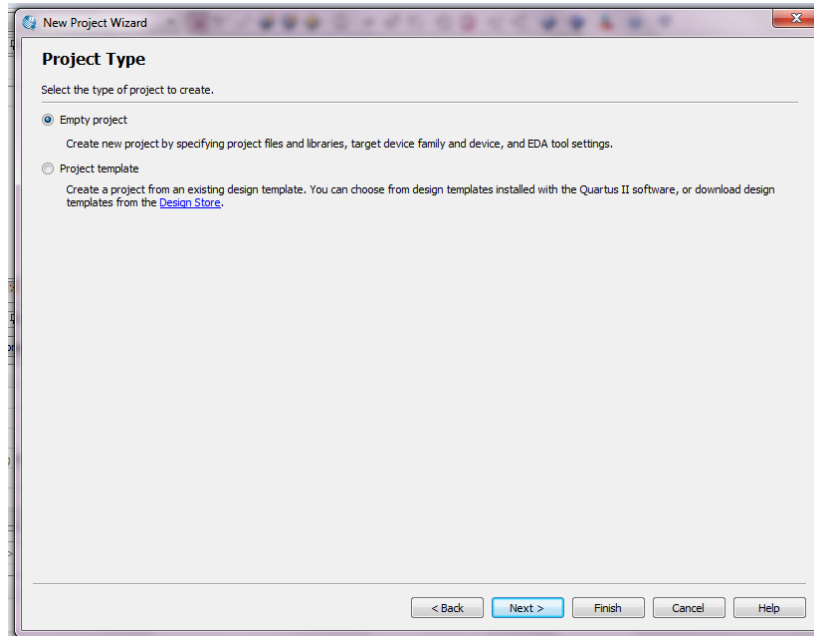 New Project Wizard
Project Type
Select the type of project to create.
Empty project
Create new project by specifying project files and libraries, target device family and device, and EDA tool settings.
Project template
Create a project from an existing design template. You can choose from design templates installed with the Quartus II software, or download design
templates from the Design Store.
< Back Next > Finish Cancel Help